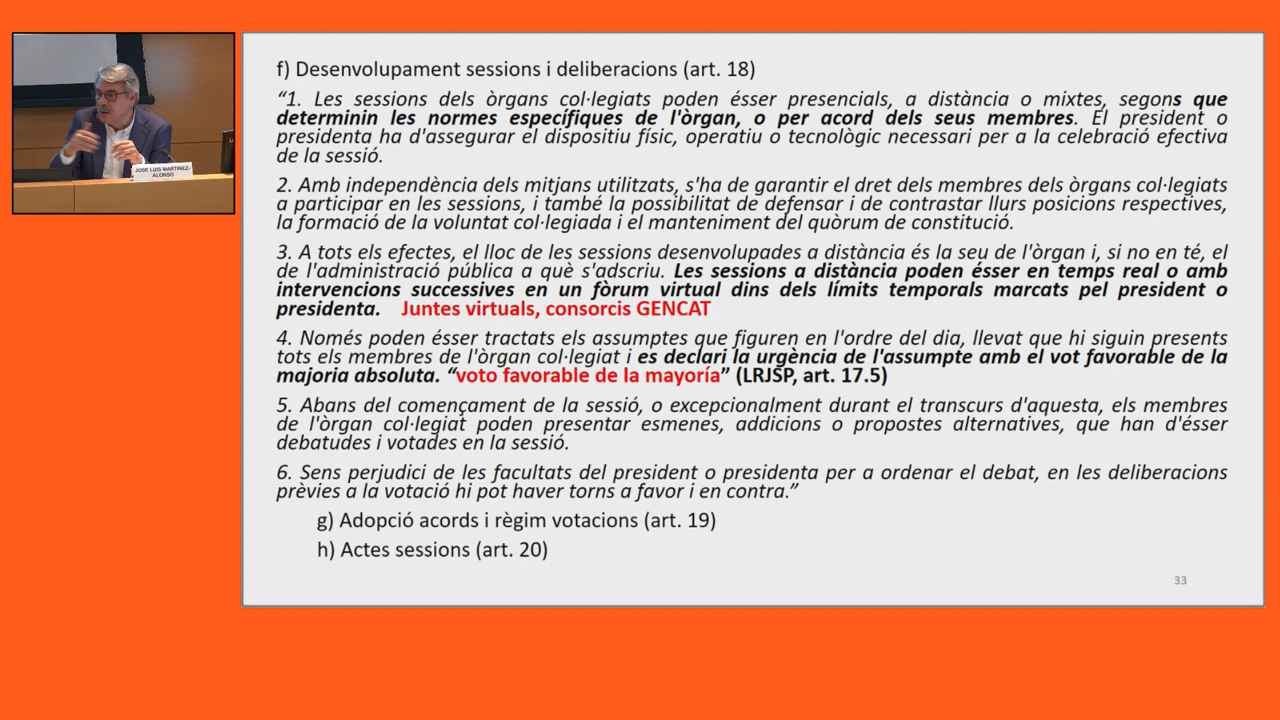 JOSE LUIS MARTINEZ-
ALONSO
f) Desenvolupament sessions i deliberacions (art. 18)
“1. Les sessions dels òrgans col·legiats poden ésser presencials, a distància o mixtes, segons que
determinin les normes específiques de l'òrgan, o per acord dels seus membres. El president o
presidenta ha d'assegurar el dispositiu físic, operatiu o tecnològic necessari per a la celebració efectiva
de la sessió.
2. Amb independència dels mitjans utilitzats, s'ha de garantir el dret dels membres dels òrgans col·legiats
a participar en les sessions, i també la possibilitat de defensar i de contrastar llurs posicions respectives,
la formació de la voluntat col·legiada i el manteniment del quòrum de constitució.
3. A tots els efectes, el lloc de les sessions desenvolupades a distància és la seu de l'òrgan i, si no en té, el
de l'administració pública a què s'adscriu. Les sessions a distància poden ésser en temps real o amb
intervencions successives en un fòrum virtual dins dels límits temporals marcats pel president o
presidenta. Juntes virtuals, consorcis GENCAT
4. Només poden ésser tractats els assumptes que figuren en l'ordre del dia, llevat que hi siguin presents
tots els membres de l'òrgan col·legiat i es declari la urgència de l'assumpte amb el vot favorable de la
majoria absoluta. “voto favorable de la mayoría” (LRJSP, art. 17.5)
5. Abans del començament de la sessió, o excepcionalment durant el transcurs d'aquesta, els membres
de l'òrgan col·legiat poden presentar esmenes, addicions o propostes alternatives, que han d'ésser
debatudes i votades en la sessió.
6. Sens perjudici de les facultats del president o presidenta per a ordenar el debat, en les deliberacions
prèvies a la votació hi pot haver torns a favor i en contra.”
g) Adopció acords i règim votacions (art. 19)
h) Actes sessions (art. 20)
33